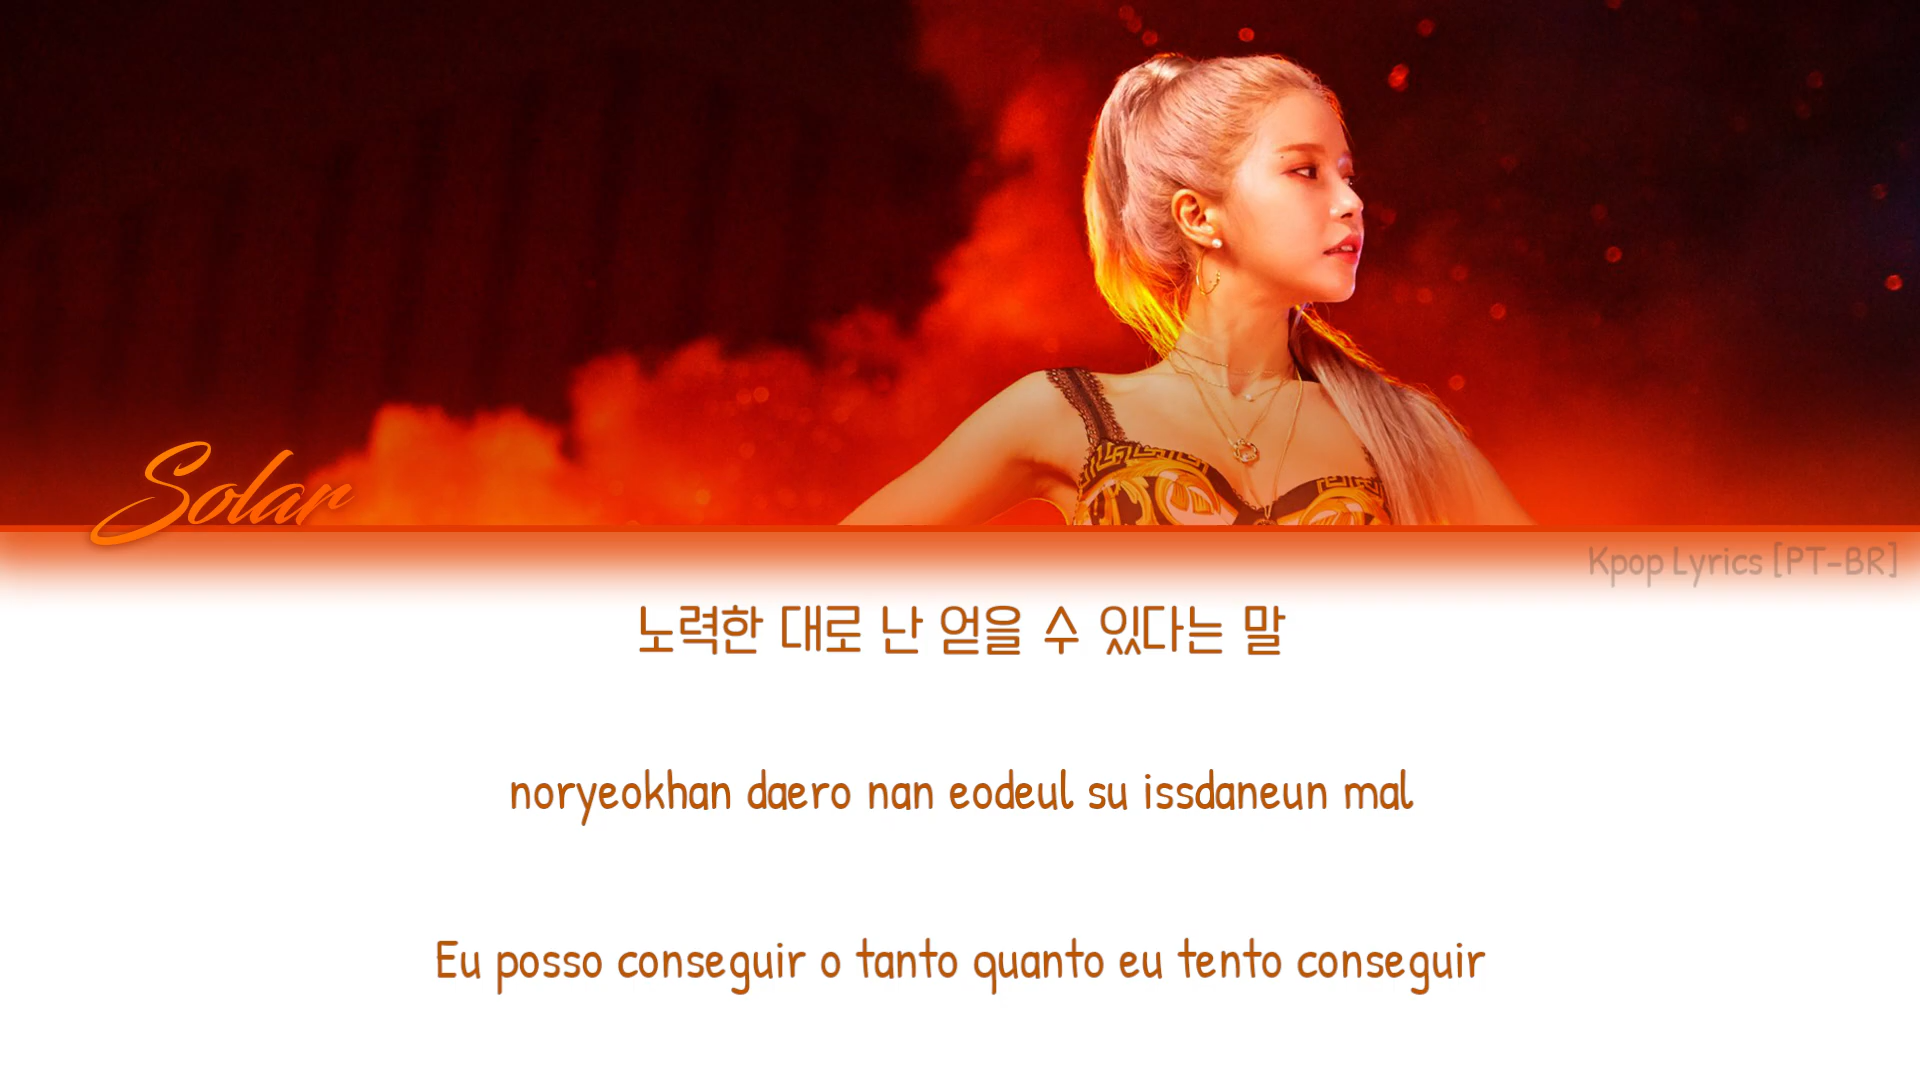 Solar
Kpop Lyrics [PT-BR]
노력한 대로 난 얻을 수 있다는 말
noryeokhan daero nan eodeul su issdaneun mal
Eu posso conseguir o tanto quanto eu tento conseguir